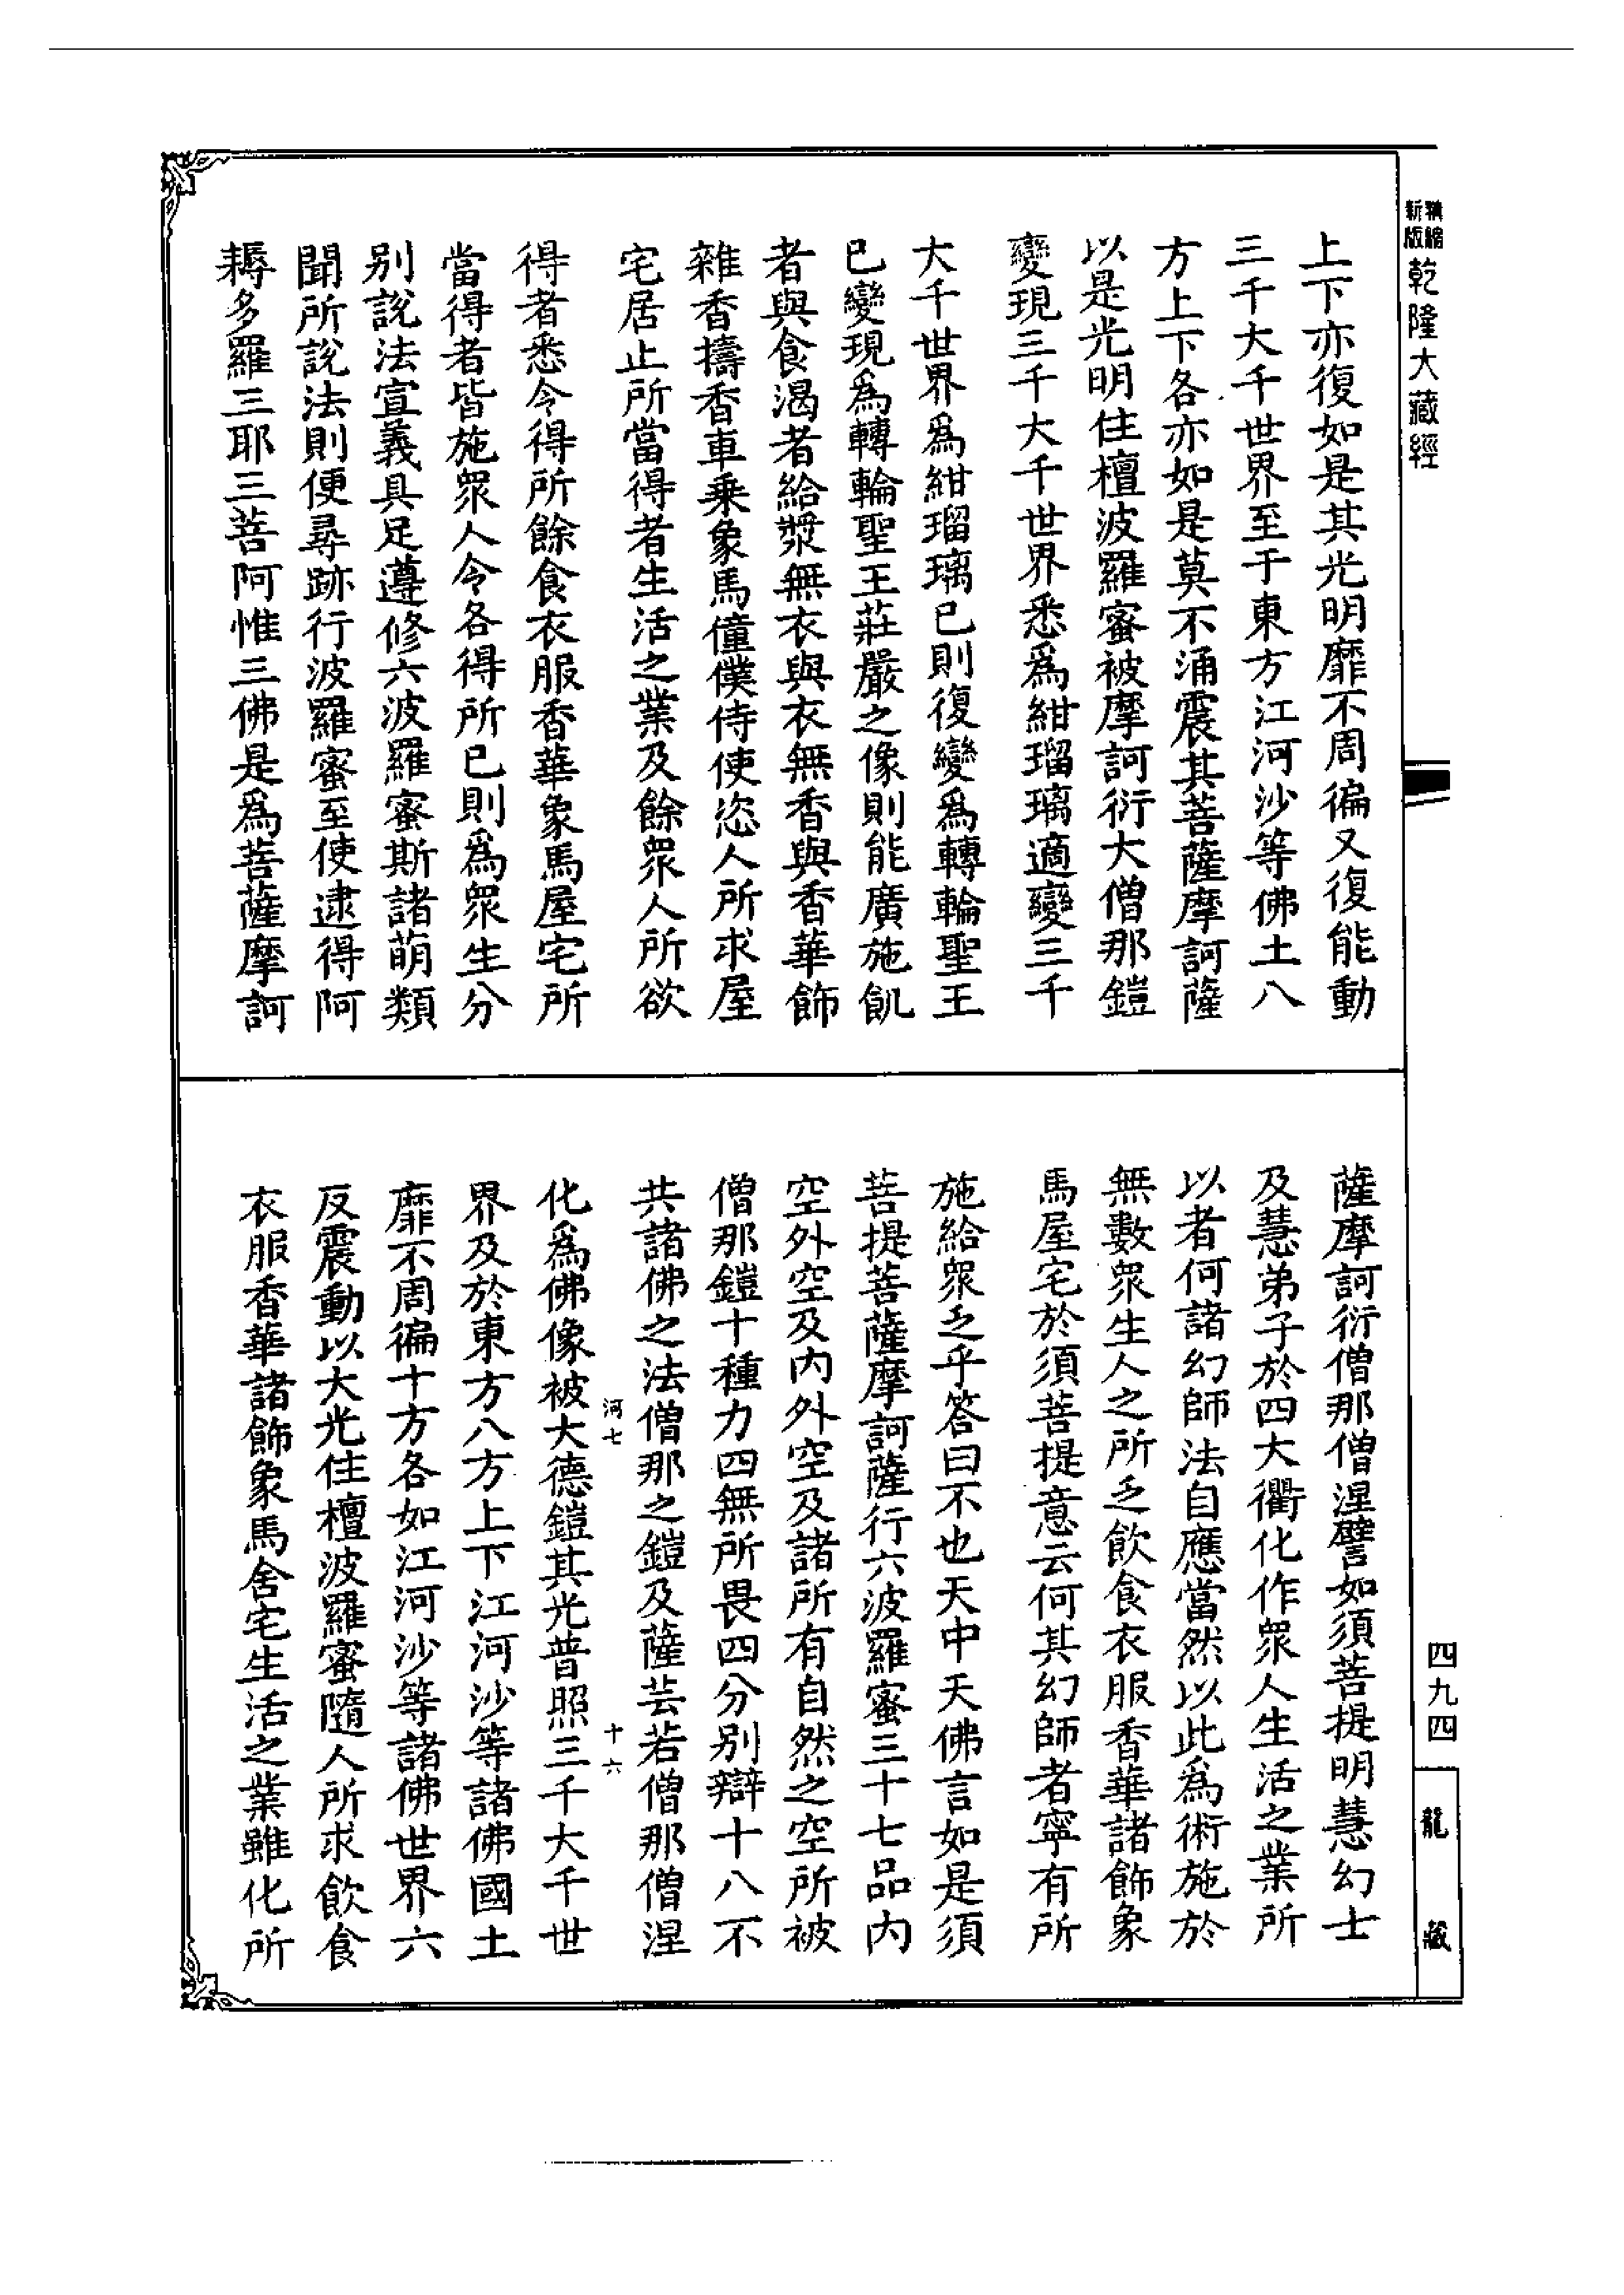 新版
精縮
乾隆大藏經
上下亦復如是其光明靡不周徧又復能動
三千大千世界至于東方江河沙等佛土八
方上下各亦如是莫不涌震其菩薩摩訶薩
以是光明住檀波羅蜜被摩訶衍大僧那鎧
變現三千大千世界悉爲紺瑠璃適變三千
大千世界爲紺瑠璃已則復變爲轉輪聖王
已變現爲轉輪聖王莊嚴之像則能廣施飢
者與食渴者給漿無衣與衣無香與香華飾
雜香擣香車乗象馬僮僕侍使恣人所求屋
宅居止所當得者生活之業及餘眾人所欲
得者悉令得所餘食衣服香華象馬屋宅所
當得者皆施眾人令各得所已則爲眾生分
别說法宣義具足遵修六波羅蜜斯諸萌類
聞所說法則便尋跡行波羅蜜至使逮得阿
耨多羅三耶三菩阿惟三佛是爲菩薩摩訶
薩摩訶衍僧那僧涅譬如須菩提明慧幻士
及慧弟子於四大衢化作眾人生活之業所
以者何諸幻師法自應當然以此爲術施於
無數眾生人之所乏飲食衣服香華諸飾象
馬屋宅於須菩提意云何其幻師者寧有所
施給眾乏乎答曰不也天中天佛言如是須
菩提菩薩摩訶薩行六波羅蜜三十七品内
空外空及内外空及諸所有自然之空所被
僧那鎧十種力四無所畏四分别辯十八不
共諸佛之法僧那之鎧及薩芸若僧那僧涅
河七 十六
化爲佛像被大德鎧其光普照三千大千世
界及於東方八方上下江河沙等諸佛國土
靡不周徧十方各如江河沙等諸佛世界六
反震動以大光住檀波羅蜜隨人所求飲食
衣服香華諸飾象馬舍宅生活之業雖化所
四九四
龍藏